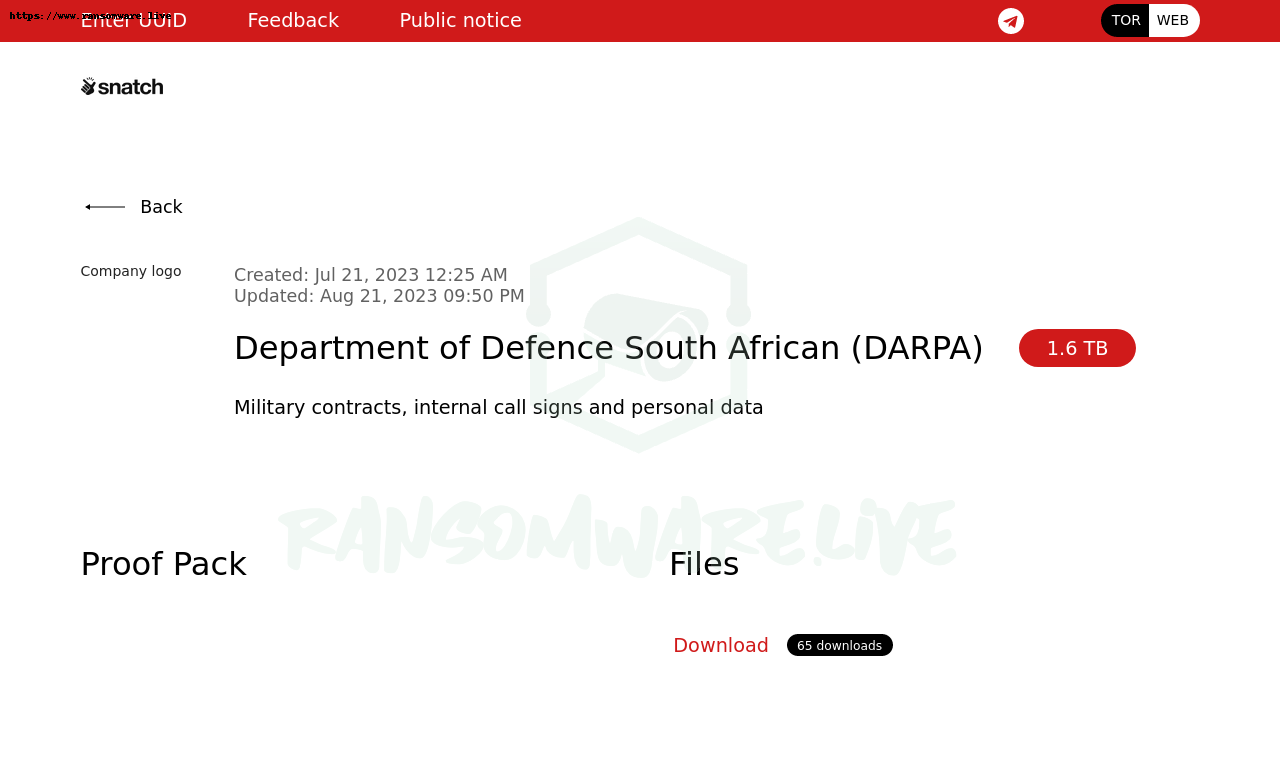 https://www.ransomware.live
Enter UUID Feedback Public notice TOR WEB
snatch
Back
Company logo
Created: Jul 21, 2023 12:25 AM
Updated: Aug 21, 2023 09:50 PM
Department of Defence South African (DARPA) 1.6 TB
Military contracts, internal call signs and personal data
RANSOMWARE.LIVE
Proof Pack Files
Download 65 downloads